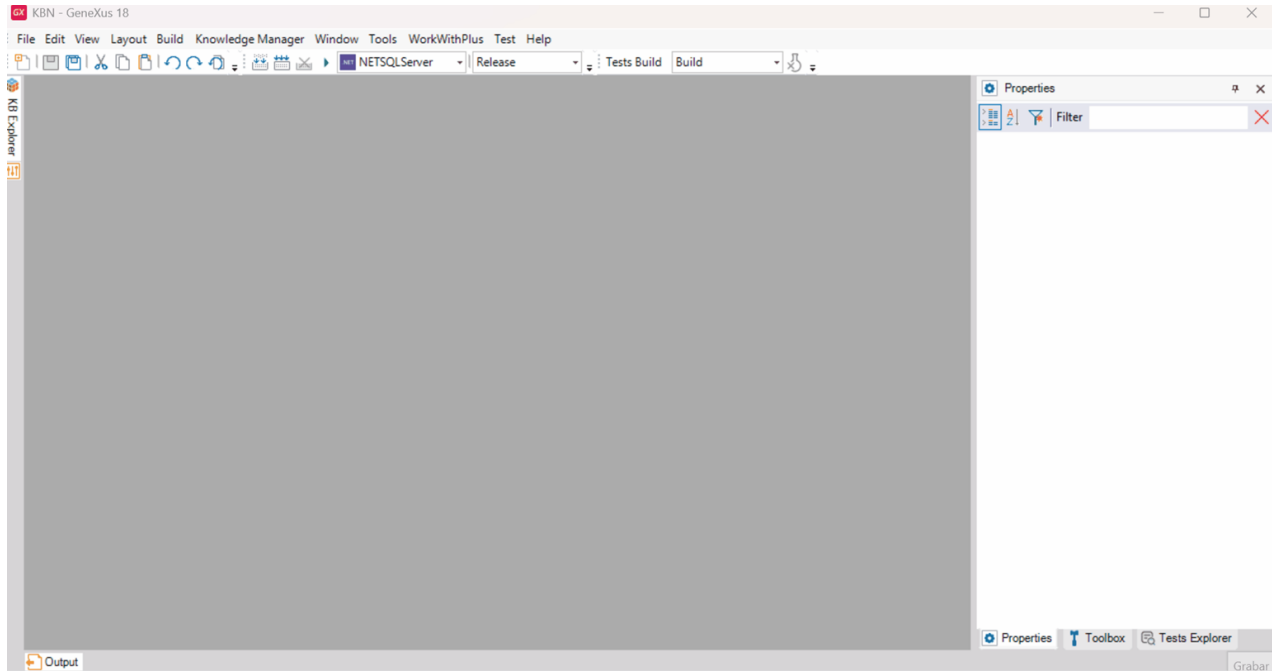 GX KBN - GeneXus 18
File Edit View Layout Build Knowledge Manager Window Tools WorkWithPlus Test Help
NETSQLServer Release Tests Build Build
KB Explorer
Properties
Filter
Properties Toolbox Tests Explorer
Output
Grabar